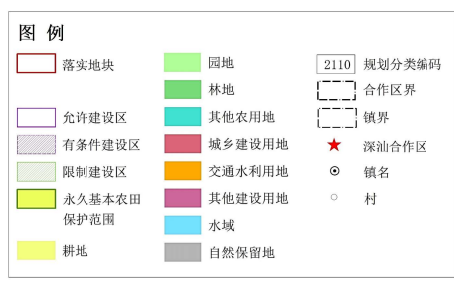 图 例
落实地块
允许建设区
有条件建设区
限制建设区
永久基本农田
保护范围
耕地
园地
林地
其他农用地
城乡建设用地
交通水利用地
其他建设用地
水域
自然保留地
2110 规划分类编码
合作区界
镇界
深汕合作区
镇名
村